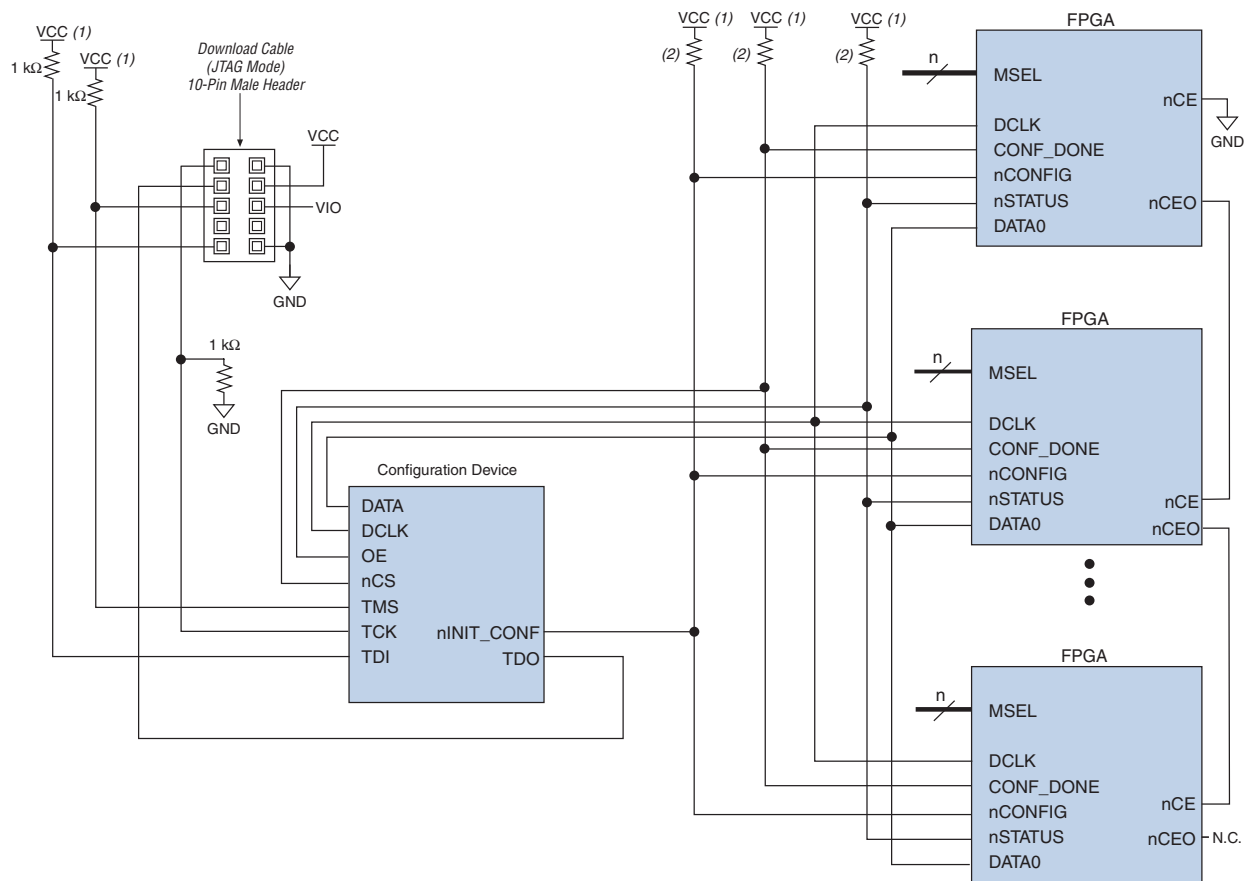 VCC (1)
1 kΩ
VCC (1)
1 kΩ
Download Cable
(JTAG Mode)
10-Pin Male Header
VCC
VIO
GND
1 kΩ
GND
Configuration Device
DATA
DCLK
OE
nCS
TMS
TCK
TDI
nINIT_CONF
TDO
VCC (1)
(2)
VCC (1)
(2)
VCC (1)
(2)
FPGA
n
MSEL
nCE
GND
DCLK
CONF_DONE
nCONFIG
nSTATUS
DATA0
nCEO
FPGA
n
MSEL
DCLK
CONF_DONE
nCONFIG
nSTATUS
DATA0
nCE
nCEO
FPGA
n
MSEL
DCLK
CONF_DONE
nCONFIG
nSTATUS
DATA0
nCE
nCEO
N.C.